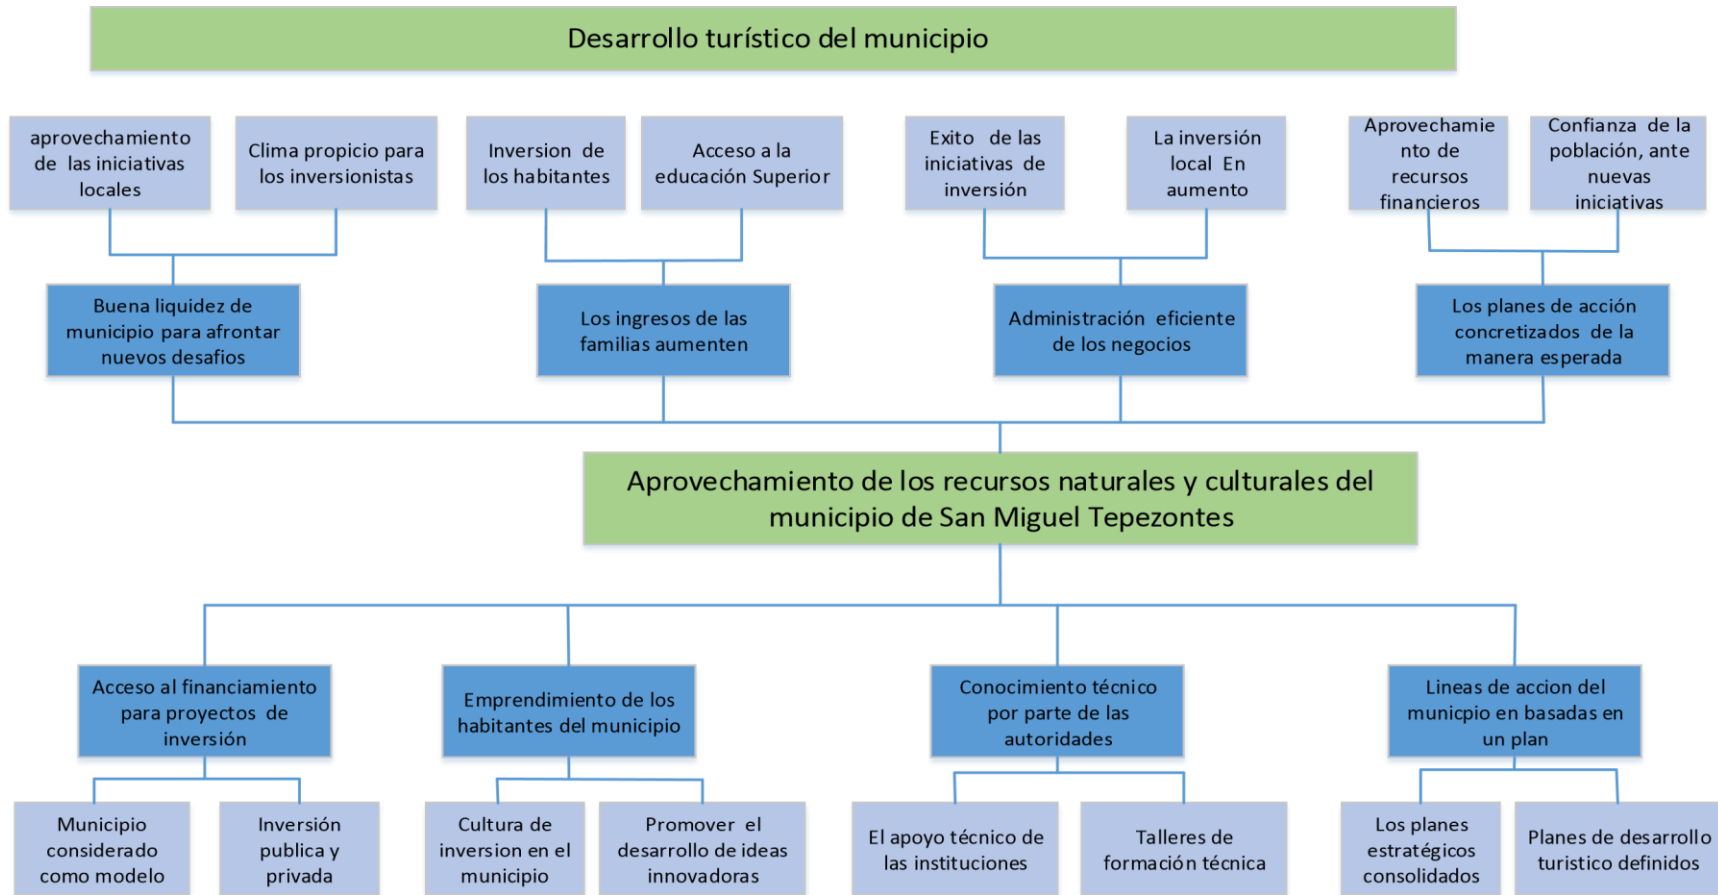 Desarrollo turístico del municipio
aprovechamiento
de las iniciativas
locales
Clima propicio para
los inversionistas
Inversion de
los habitantes
Acceso a la
educación Superior
Exito de las
iniciativas de
inversión
La inversión
local En
aumento
Aprovechamie
nto de
recursos
financieros
Confianza de la
población, ante
nuevas
iniciativas
Buena liquidez de
municipio para afrontar
nuevos desafios
Los ingresos de las
familias aumenten
Administración eficiente
de los negocios
Los planes de acción
concretizados de la
manera esperada
Aprovechamiento de los recursos naturales y culturales del
municipio de San Miguel Tepezontes
Acceso al financiamiento
para proyectos de
inversión
Emprendimiento de los
habitantes del municipio
Conocimiento técnico
por parte de las
autoridades
Lineas de accion del
municpio en basadas en
un plan
Municipio
considerado
como modelo
Inversión
publica y
privada
Cultura de
inversion en el
municipio
Promover el
desarrollo de ideas
innovadoras
El apoyo técnico de
las instituciones
Talleres de
formación técnica
Los planes
estratégicos
consolidados
Planes de desarrollo
turistico definidos